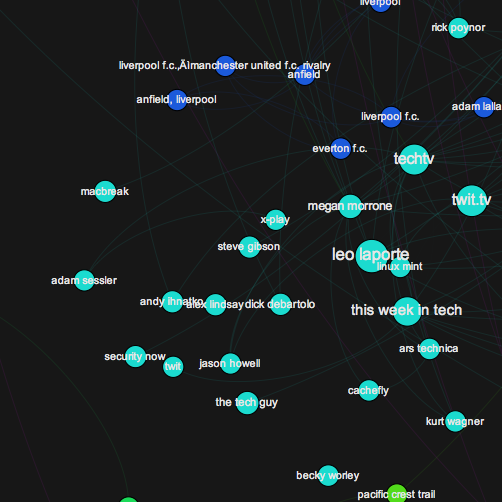 liverpool
rick poynor
liverpool f.c.‚Äìmanchester united f.c. rivalry
anfield
anfield, liverpool
adam lalla
liverpool f.c.
everton f.c.
techtv
macbreak
megan morrone
twit.tv
x-play
steve gibson
leo laporte
linux mint
adam sessler
andy ihnatko
alex lindsay
dick debartolo
this week in tech
ars technica
security now
twit
jason howell
cachefly
the tech guy
kurt wagner
becky worley
pacific crest trail